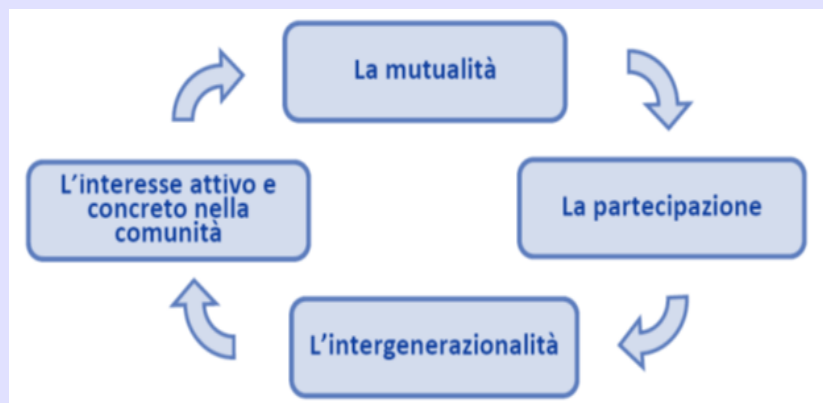 La mutualità
La partecipazione
L'intergenerazionalità
L'interesse attivo e
concreto nella
comunità